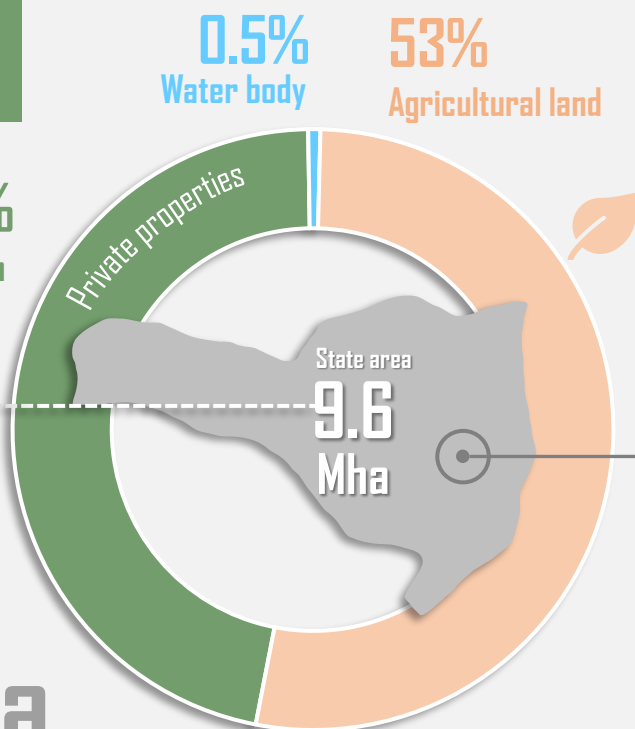 0.5%
Water body
53%
Agricultural land
%
Private properties
State area
9.6
Mha
a